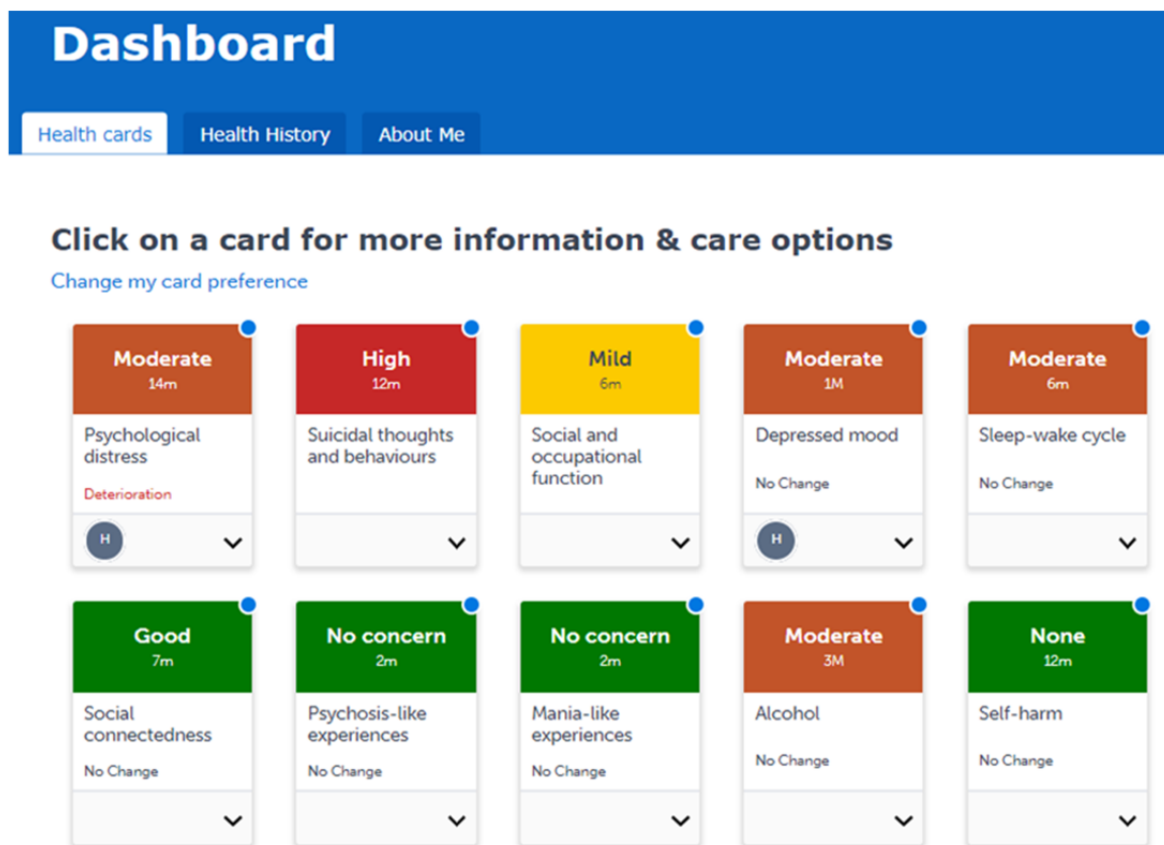 Dashboard
Health cards
Health History
About Me
Click on a card for more information & care options
Change my card preference
Moderate
14m
Psychological
distress
Deterioration
H
High
12m
Suicidal thoughts
and behaviours
Mild
6m
Social and
occupational
function
Moderate
1M
Depressed mood
No Change
H
Moderate
6m
Sleep-wake cycle
No Change
Good
7m
Social
connectedness
No Change
No concern
2m
Psychosis-like
experiences
No Change
No concern
2m
Mania-like
experiences
No Change
Moderate
3M
Alcohol
No Change
None
12m
Self-harm
No Change